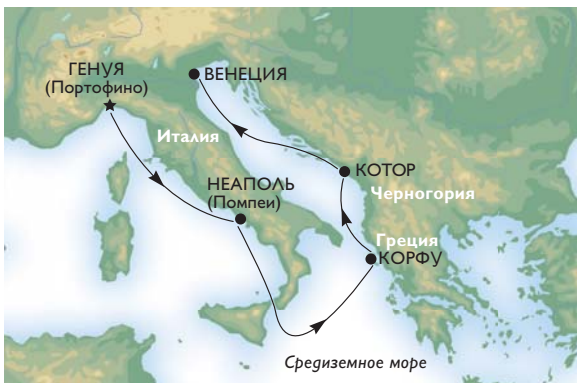 ГЕНУЯ
(Портофино)
ВЕНЕЦИЯ
Италия
КОТОР
Черногория
НЕАПОЛЬ
(Помпеи)
Греция
КОРФУ
Средиземное море